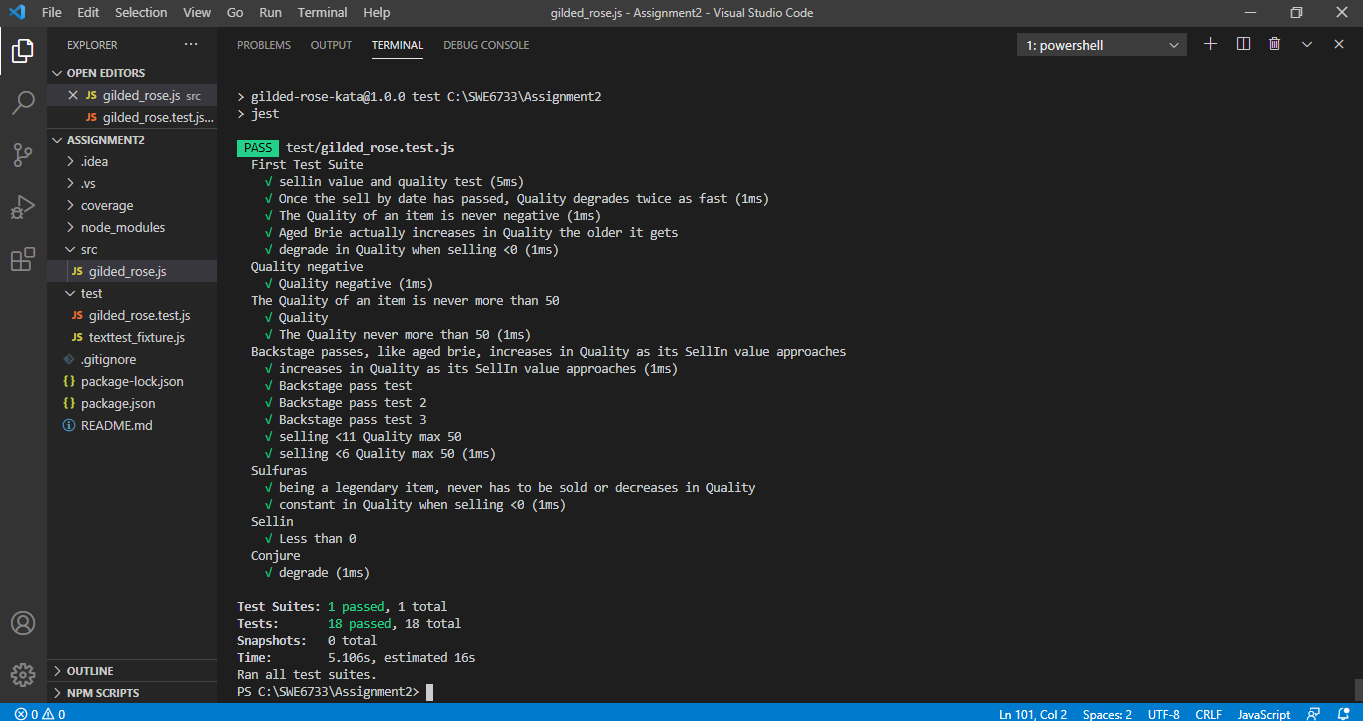 File Edit Selection View Go Run Terminal Help
gilded_rose.js - Assignment2 - Visual Studio Code
EXPLORER
OPEN EDITORS
JS gilded_rose.js src
JS gilded_rose.test.js...
ASSIGNMENT2
.idea
.vs
coverage
node_modules
src
JS gilded_rose.js
test
JS gilded_rose.test.js
JS texttest_fixture.js
.gitignore
{} package-lock.json
{} package.json
README.md
OUTLINE
NPM SCRIPTS
PROBLEMS OUTPUT TERMINAL DEBUG CONSOLE
1: powershell
> gilded-rose-kata@1.0.0 test C:\SWE6733\Assignment2
> jest
PASS test/gilded_rose.test.js
First Test Suite
√ sellin value and quality test (5ms)
√ Once the sell by date has passed, Quality degrades twice as fast (1ms)
√ The Quality of an item is never negative (1ms)
√ Aged Brie actually increases in Quality the older it gets
√ degrade in Quality when selling <0 (1ms)
Quality negative
√ Quality negative (1ms)
The Quality of an item is never more than 50
√ Quality
√ The Quality never more than 50 (1ms)
Backstage passes, like aged brie, increases in Quality as its SellIn value approaches
√ increases in Quality as its SellIn value approaches (1ms)
√ Backstage pass test
√ Backstage pass test 2
√ Backstage pass test 3
√ selling <11 Quality max 50
√ selling <6 Quality max 50 (1ms)
Sulfuras
√ being a legendary item, never has to be sold or decreases in Quality
√ constant in Quality when selling <0 (1ms)
Sellin
√ Less than 0
Conjure
√ degrade (1ms)
Test Suites: 1 passed, 1 total
Tests: 18 passed, 18 total
Snapshots: 0 total
Time: 5.106s, estimated 16s
Ran all test suites.
PS C:\SWE6733\Assignment2>
0 0
Ln 101, Col 2 Spaces: 2 UTF-8 CRLF JavaScript